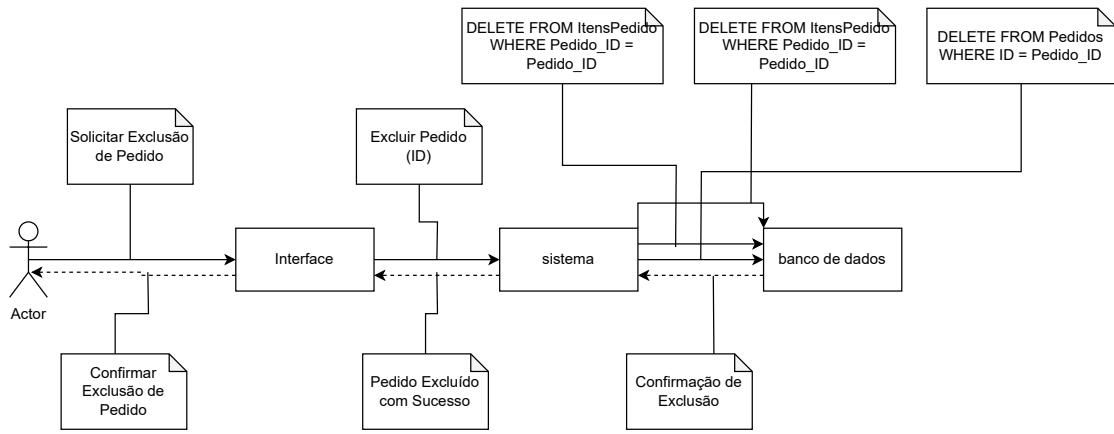 DELETE FROM ItensPedido
WHERE Pedido_ID =
Pedido_ID
DELETE FROM ItensPedido
WHERE Pedido_ID =
Pedido_ID
DELETE FROM Pedidos
WHERE ID = Pedido_ID
Solicitar Exclusão
de Pedido
Excluir Pedido
(ID)
Actor
Interface
sistema
banco de dados
Confirmar
Exclusão de
Pedido
Pedido Excluído
com Sucesso
Confirmação de
Exclusão